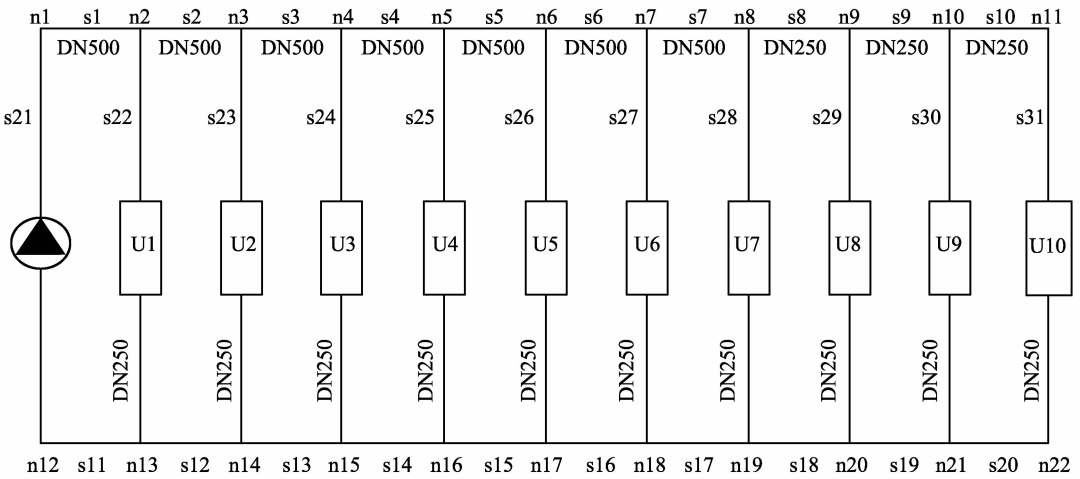 n1 s1 n2 s2 n3 s3 n4 s4 n5 s5 n6 s6 n7 s7 n8 s8 n9 s9 n10 s10 n11
DN500 DN500 DN500 DN500 DN500 DN500 DN500 DN250 DN250 DN250
s21 s22 s23 s24 s25 s26 s27 s28 s29 s30 s31
U1 U2 U3 U4 U5 U6 U7 U8 U9 U10
DN250 DN250 DN250 DN250 DN250 DN250 DN250 DN250 DN250 DN250
n12 s11 n13 s12 n14 s13 n15 s14 n16 s15 n17 s16 n18 s17 n19 s18 n20 s19 n21 s20 n22